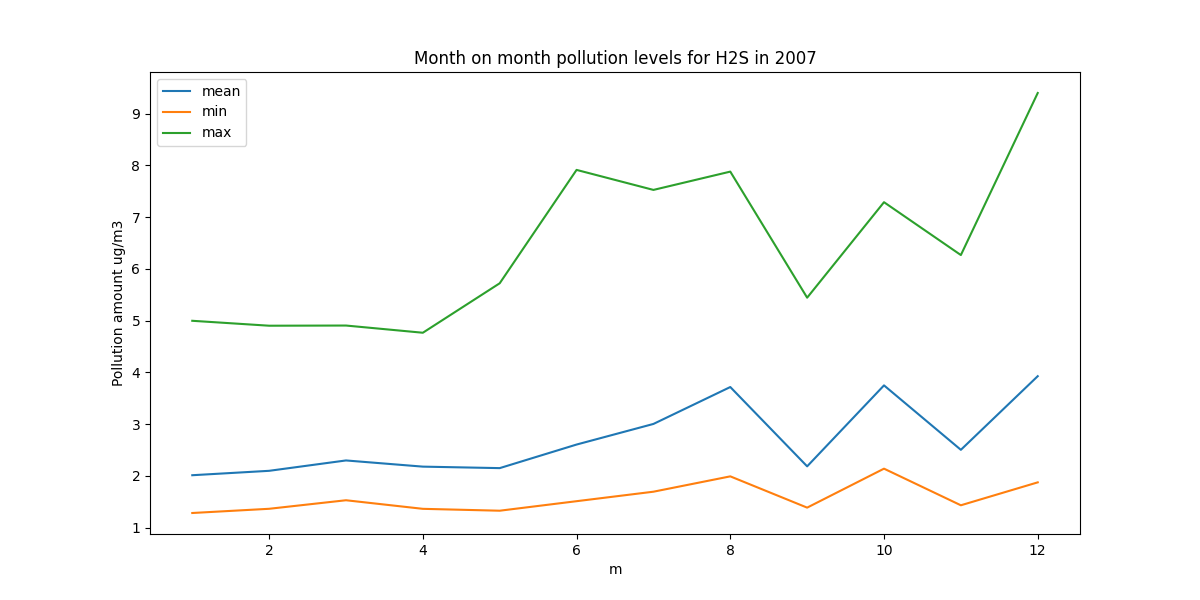 Month on month pollution levels for H2S in 2007
mean
min
max
Pollution amount ug/m3
9
8
7
6
5
4
3
2
1
2 4 6 8 10 12
m